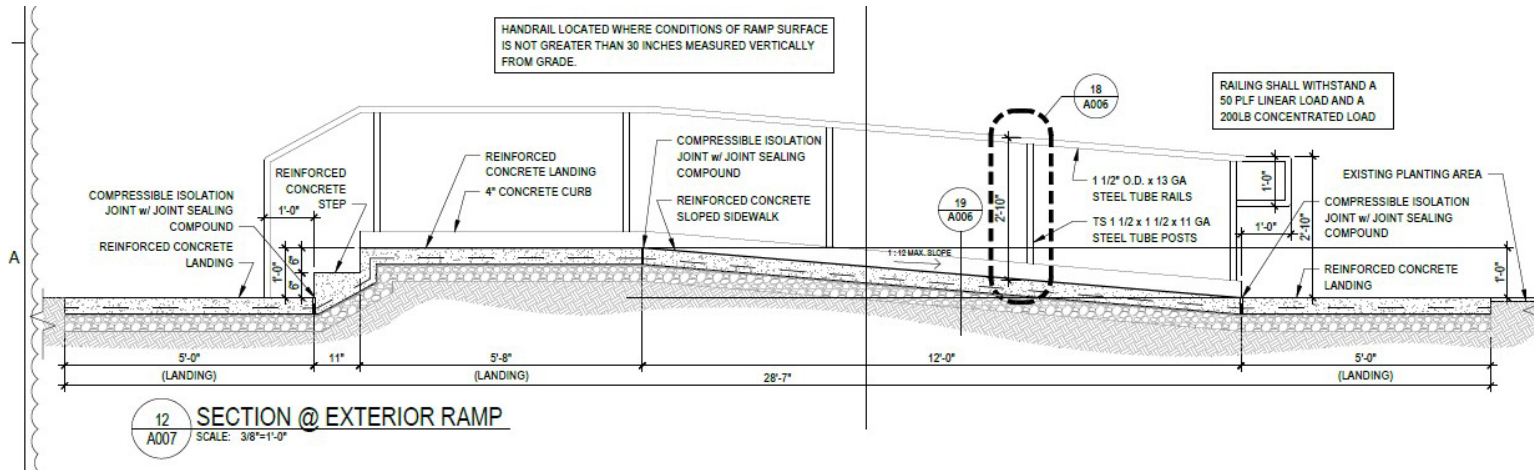 HANDRAIL LOCATED WHERE CONDITIONS OF RAMP SURFACE
IS NOT GREATER THAN 30 INCHES MEASURED VERTICALLY
FROM GRADE.
18
A006
RAILING SHALL WITHSTAND A
50 PLF LINEAR LOAD AND A
200LB CONCENTRATED LOAD
COMPRESSIBLE ISOLATION
JOINT w/ JOINT SEALING
COMPOUND
REINFORCED CONCRETE
LANDING
REINFORCED
CONCRETE
STEP
REINFORCED
CONCRETE LANDING
4" CONCRETE CURB
COMPRESSIBLE ISOLATION
JOINT w/ JOINT SEALING
COMPOUND
REINFORCED CONCRETE
SLOPED SIDEWALK
19
A006
1 1/2" O.D. x 13 GA
STEEL TUBE RAILS
TS 1 1/2 x 1 1/2 x 11 GA
STEEL TUBE POSTS
EXISTING PLANTING AREA
COMPRESSIBLE ISOLATION
JOINT w/ JOINT SEALING
COMPOUND
REINFORCED CONCRETE
LANDING
1'-0"
1'-0"
6"
6"
2'-10"
1:12 MAX. SLOPE
1'-0"
1'-0"
2'-10"
1'-0"
A
5'-0"
(LANDING)
11"
5'-8"
(LANDING)
12'-0"
5'-0"
(LANDING)
28'-7"
12
A007
SECTION @ EXTERIOR RAMP
SCALE: 3/8"=1'-0"